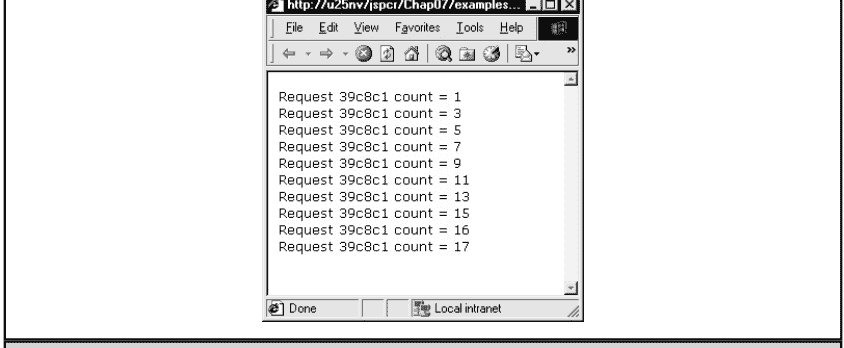 http://u25nv/jspcr/Chap07/examples...
File Edit View Favorites Tools Help
»
Request 39c8c1 count = 1
Request 39c8c1 count = 3
Request 39c8c1 count = 5
Request 39c8c1 count = 7
Request 39c8c1 count = 9
Request 39c8c1 count = 11
Request 39c8c1 count = 13
Request 39c8c1 count = 15
Request 39c8c1 count = 16
Request 39c8c1 count = 17
Done Local intranet